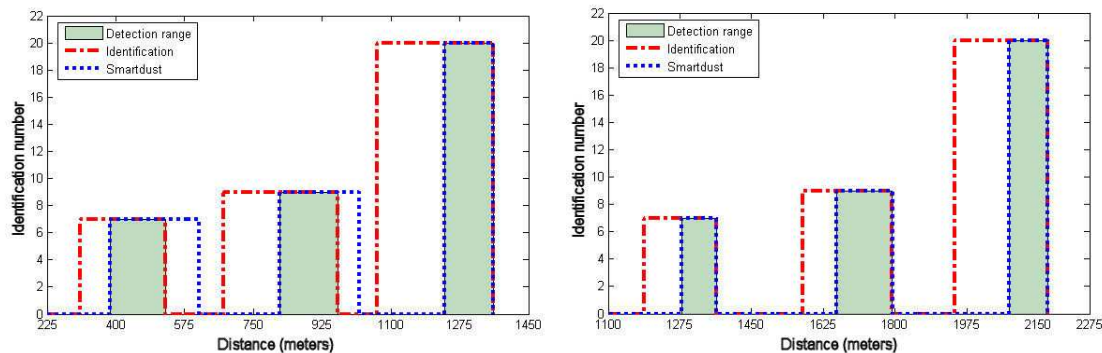 22
20
18
16
14
12
10
8
6
4
2
0
Identification number
Detection range
Identification
Smartdust
225 400 575 750 925 1100 1275 1450
Distance (meters)
22
20
18
16
14
12
10
8
6
4
2
0
Identification number
Detection range
Identification
Smartdust
1100 1275 1450 1625 1800 1975 2150 2275
Distance (meters)